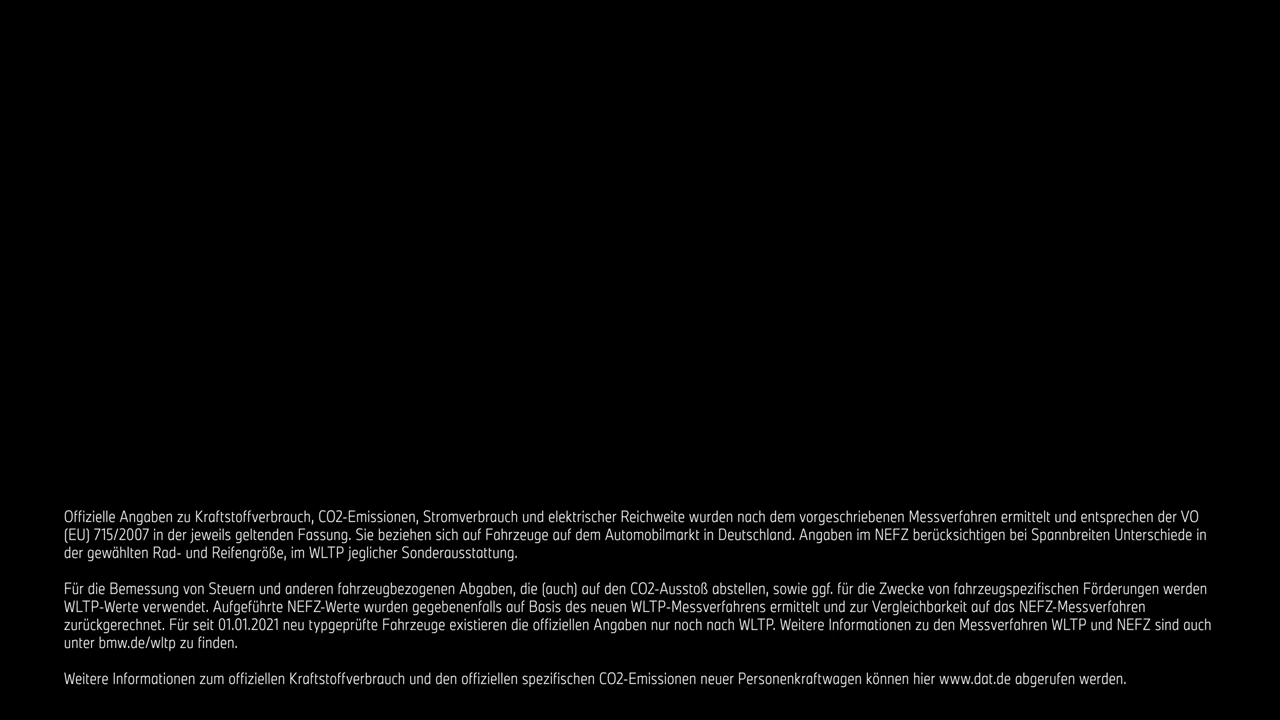 Offizielle Angaben zu Kraftstoffverbrauch, CO2-Emissionen, Stromverbrauch und elektrischer Reichweite wurden nach dem vorgeschriebenen Messverfahren ermittelt und entsprechen der VO
(EU) 715/2007 in der jeweils geltenden Fassung. Sie beziehen sich auf Fahrzeuge auf dem Automobilmarkt in Deutschland. Angaben im NEFZ berücksichtigen bei Spannbreiten Unterschiede in
der gewählten Rad- und Reifengröße, im WLTP jeglicher Sonderausstattung.
Für die Bemessung von Steuern und anderen fahrzeugbezogenen Abgaben, die (auch) auf den CO2-Ausstoß abstellen, sowie ggf. für die Zwecke von fahrzeugspezifischen Förderungen werden
WLTP-Werte verwendet. Aufgeführte NEFZ-Werte wurden gegebenenfalls auf Basis des neuen WLTP-Messverfahrens ermittelt und zur Vergleichbarkeit auf das NEFZ-Messverfahren
zurückgerechnet. Für seit 01.01.2021 neu typgeprüfte Fahrzeuge existieren die offiziellen Angaben nur noch nach WLTP. Weitere Informationen zu den Messverfahren WLTP und NEFZ sind auch
unter bmw.de/wltp zu finden.
Weitere Informationen zum offiziellen Kraftstoffverbrauch und den offiziellen spezifischen CO2-Emissionen neuer Personenkraftwagen können hier www.dat.de abgerufen werden.